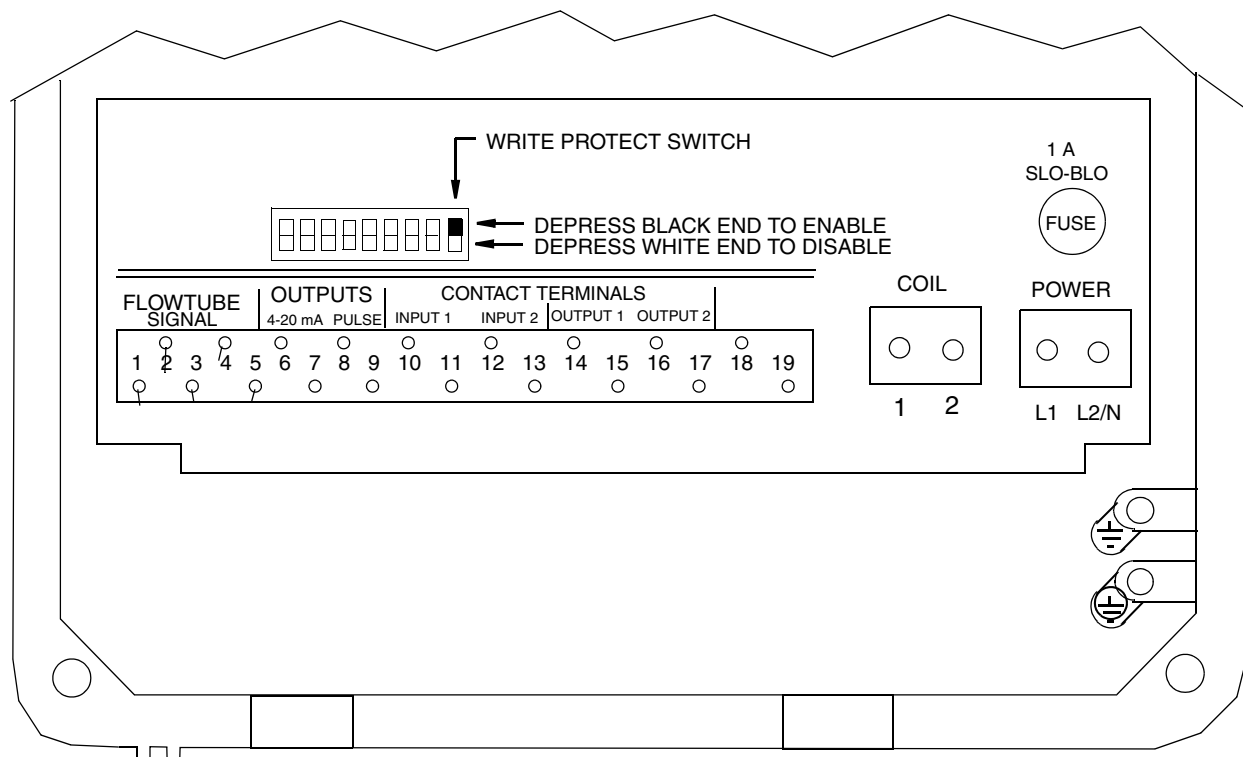 WRITE PROTECT SWITCH
DEPRESS BLACK END TO ENABLE
DEPRESS WHITE END TO DISABLE
1 A
SLO-BLO
FUSE
FLOWTUBE
SIGNAL
OUTPUTS
4-20 mA PULSE
CONTACT TERMINALS
INPUT 1 INPUT 2 OUTPUT 1 OUTPUT 2
1 2 3 4 5 6 7 8 9 10 11 12 13 14 15 16 17 18 19
COIL
1 2
POWER
L1 L2/N